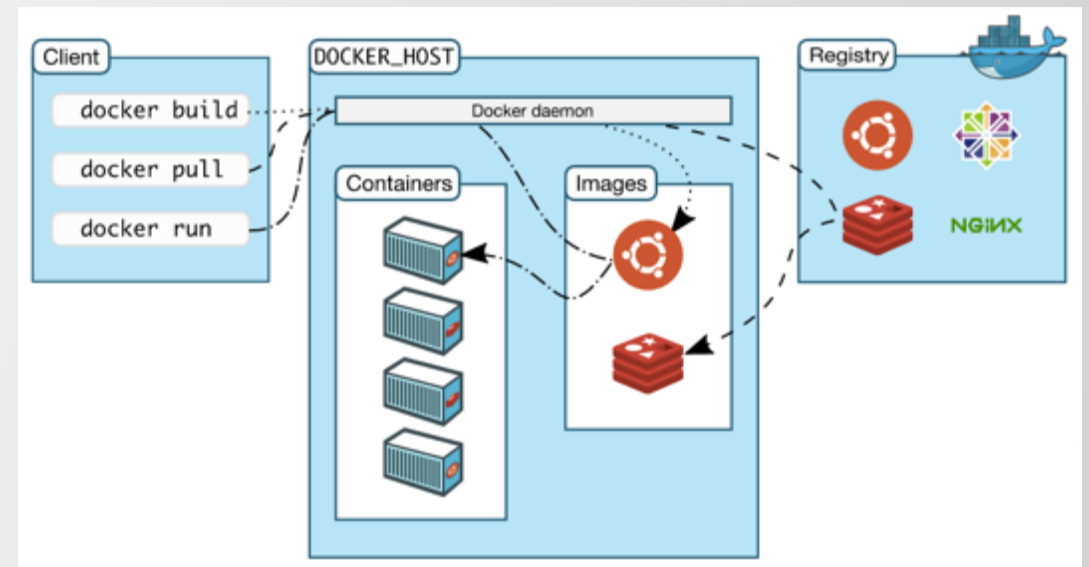 Client
docker build
docker pull
docker run
DOCKER_HOST
Docker daemon
Containers
Images
Registry
NGINX